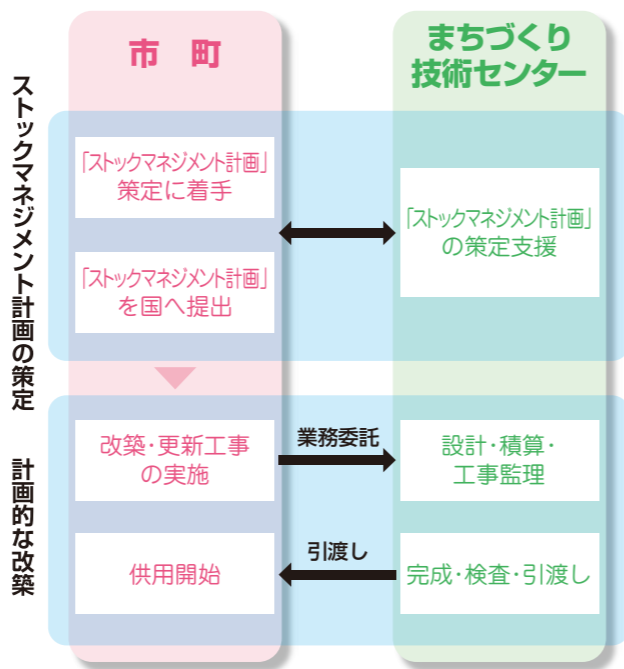 市 町
まちづくり
技術センター
ストックマネジメント計画の策定
「ストックマネジメント計画」
策定に着手
「ストックマネジメント計画」
を国へ提出
「ストックマネジメント計画」
の策定支援
計画的な改築
改築・更新工事
の実施
業務委託
設計・積算・
工事監理
供用開始
引渡し
完成・検査・引渡し